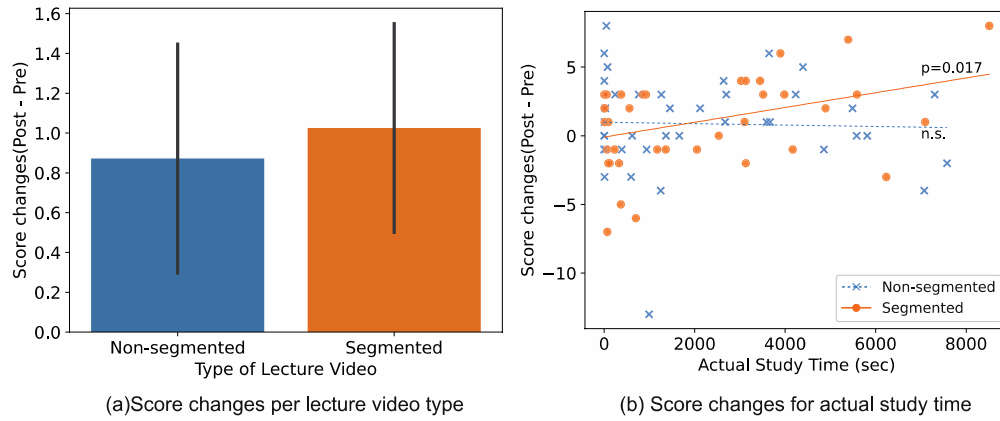 Score changes(Post - Pre)
1.6
1.4
1.2
1.0
0.8
0.6
0.4
0.2
0.0
Non-segmented Segmented
Type of Lecture Video
(a)Score changes per lecture video type
Score changes(Post - Pre)
5
0
−5
−10
p=0.017
n.s.
Non-segmented
Segmented
0 2000 4000 6000 8000
Actual Study Time (sec)
(b) Score changes for actual study time